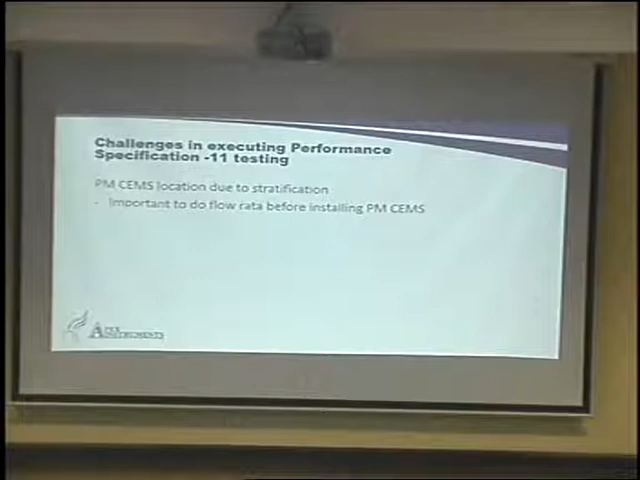 Challenges in executing Performance
Specification -11 testing
PM CEMS location due to stratification
- Important to do flow rata before installing PM CEMS